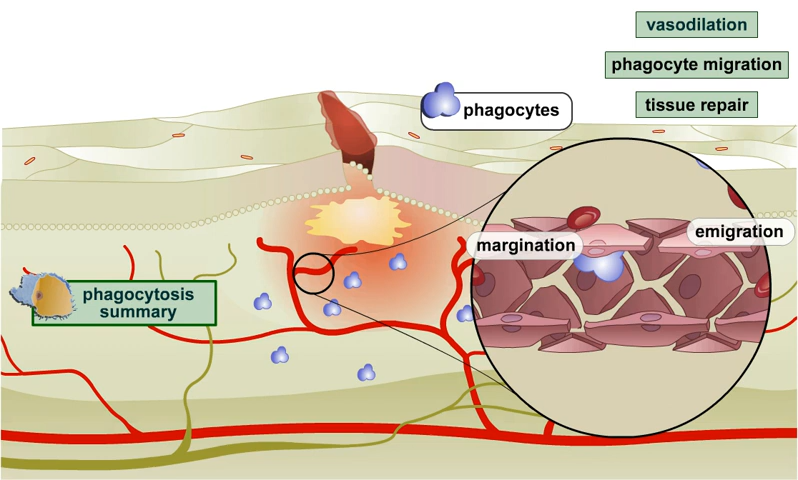 vasodilation
phagocyte migration
tissue repair
phagocytes
margination
emigration
phagocytosis
summary